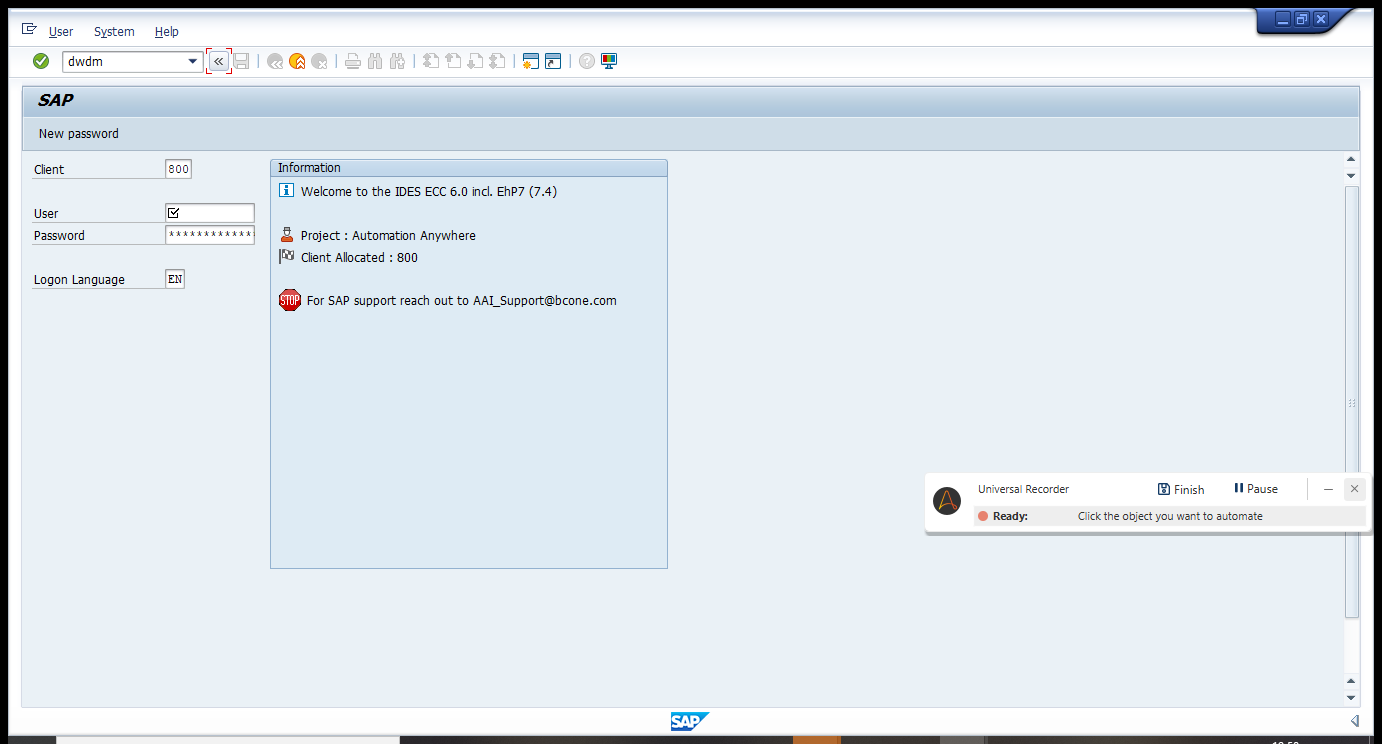 User System Help
dwdm
SAP
New password
Client 800
User
Password *************
Logon Language EN
Information
Welcome to the IDES ECC 6.0 incl. EhP7 (7.4)
Project : Automation Anywhere
Client Allocated : 800
STOP For SAP support reach out to AAI_Support@bcone.com
Universal Recorder Finish Pause
Ready: Click the object you want to automate
SAP